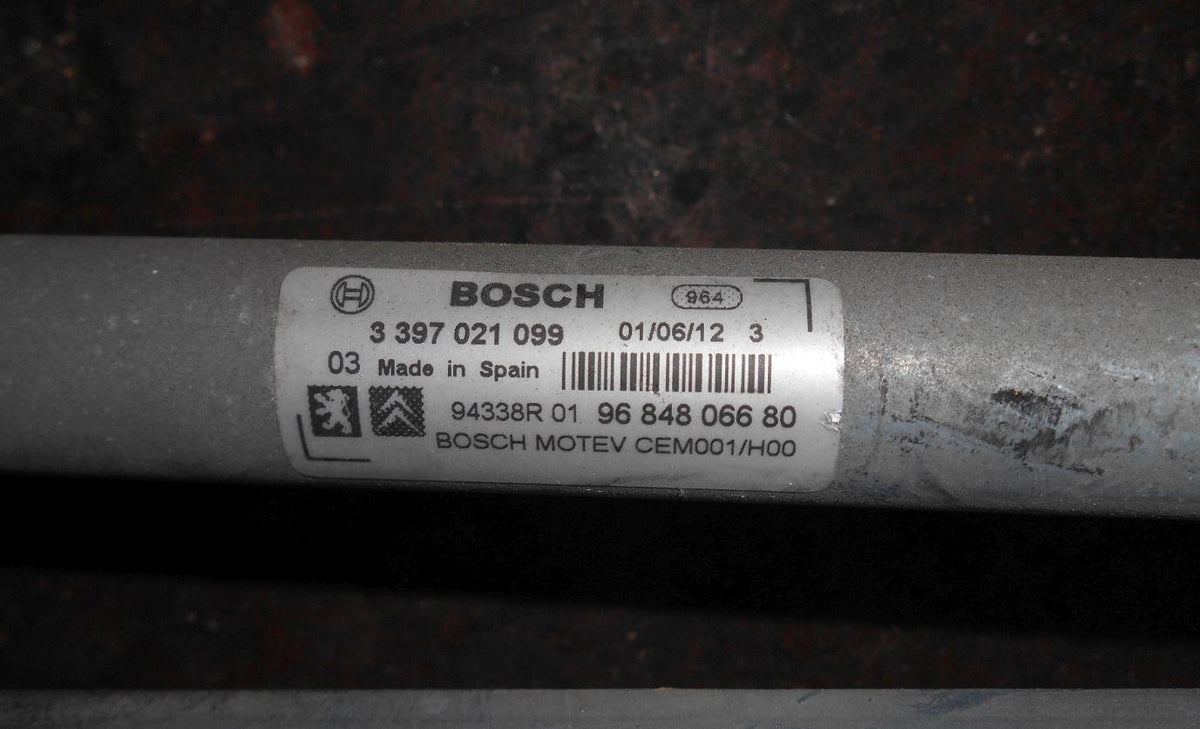 BOSCH 964
3 397 021 099 01/06/12 3
03 Made in Spain
94338R 01 96 848 066 80
BOSCH MOTEV CEM001/H00